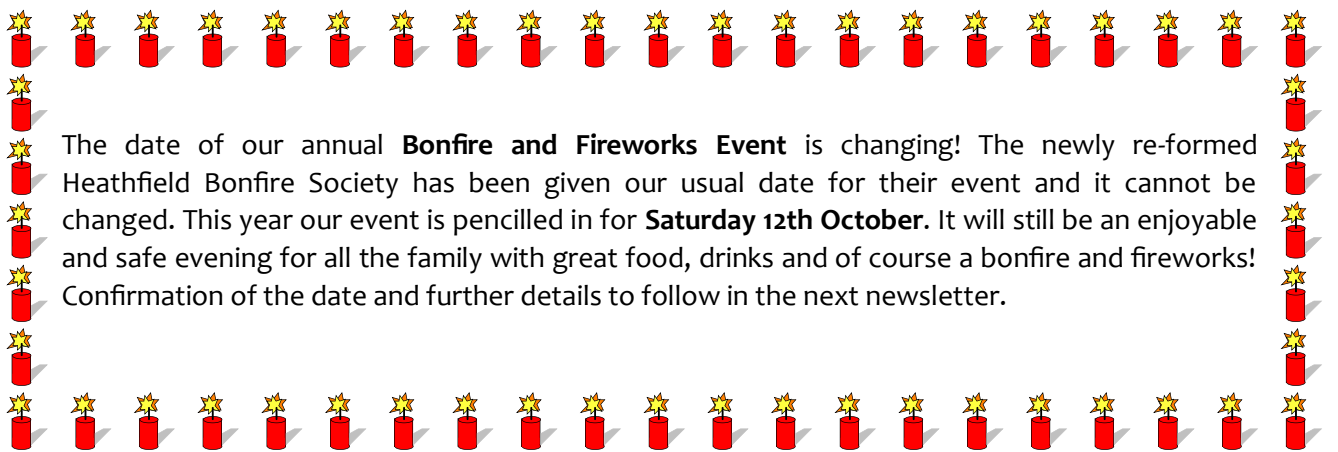 The date of our annual Bonfire and Fireworks Event is changing! The newly re-formed
Heathfield Bonfire Society has been given our usual date for their event and it cannot be
changed. This year our event is pencilled in for Saturday 12th October. It will still be an enjoyable
and safe evening for all the family with great food, drinks and of course a bonfire and fireworks!
Confirmation of the date and further details to follow in the next newsletter.